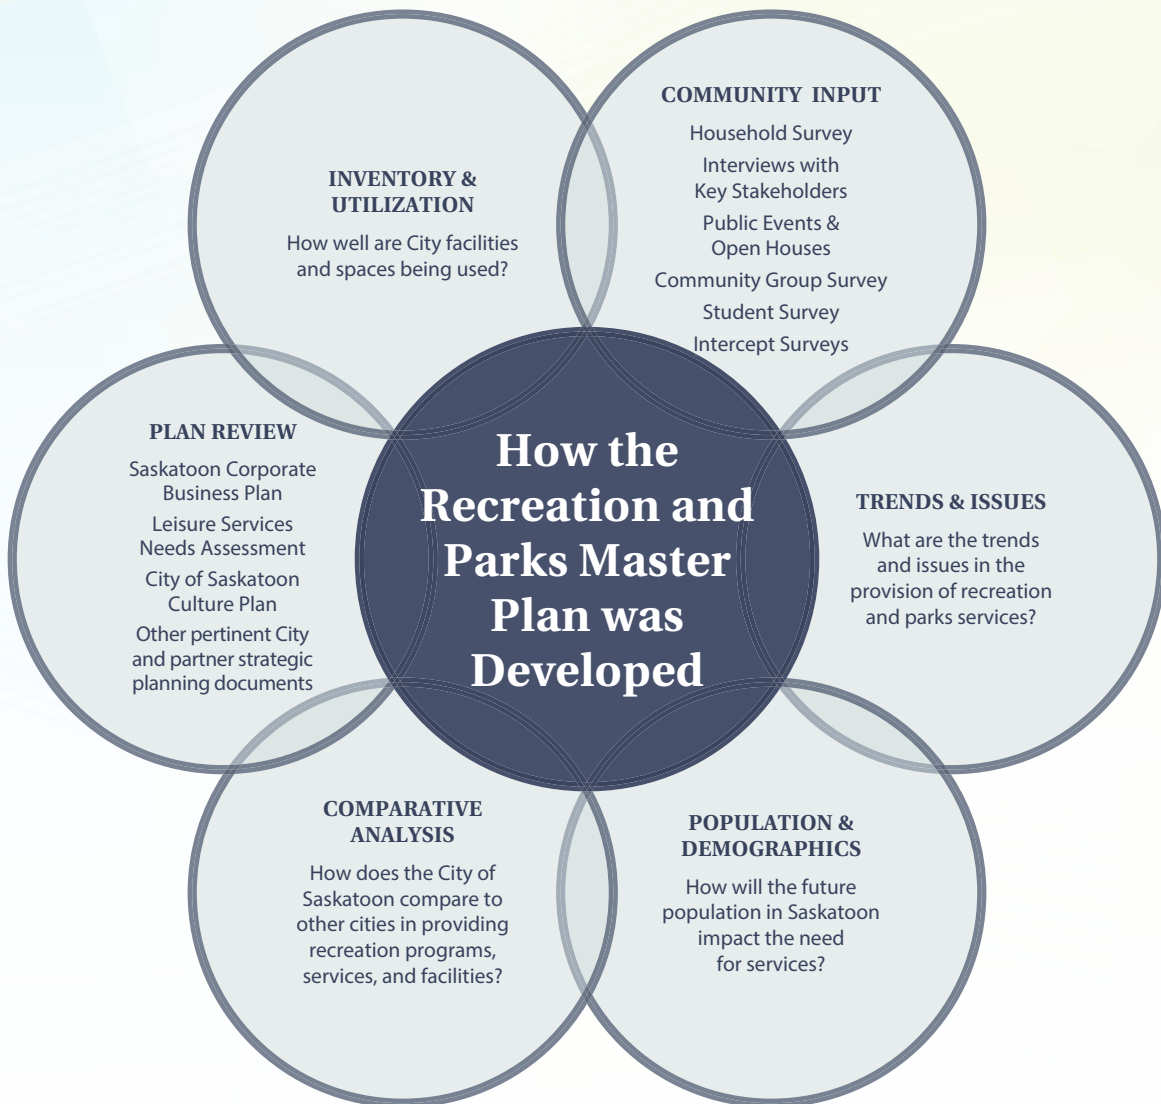 COMMUNITY INPUT
Household Survey
Interviews with
Key Stakeholders
Public Events &
Open Houses
Community Group Survey
Student Survey
Intercept Surveys
INVENTORY &
UTILIZATION
How well are City facilities
and spaces being used?
PLAN REVIEW
Saskatoon Corporate
Business Plan
Leisure Services
Needs Assessment
City of Saskatoon
Culture Plan
Other pertinent City
and partner strategic
planning documents
How the
Recreation and
Parks Master
Plan was
Developed
TRENDS & ISSUES
What are the trends
and issues in the
provision of recreation
and parks services?
COMPARATIVE
ANALYSIS
How does the City of
Saskatoon compare to
other cities in providing
recreation programs,
services, and facilities?
POPULATION &
DEMOGRAPHICS
How will the future
population in Saskatoon
impact the need
for services?